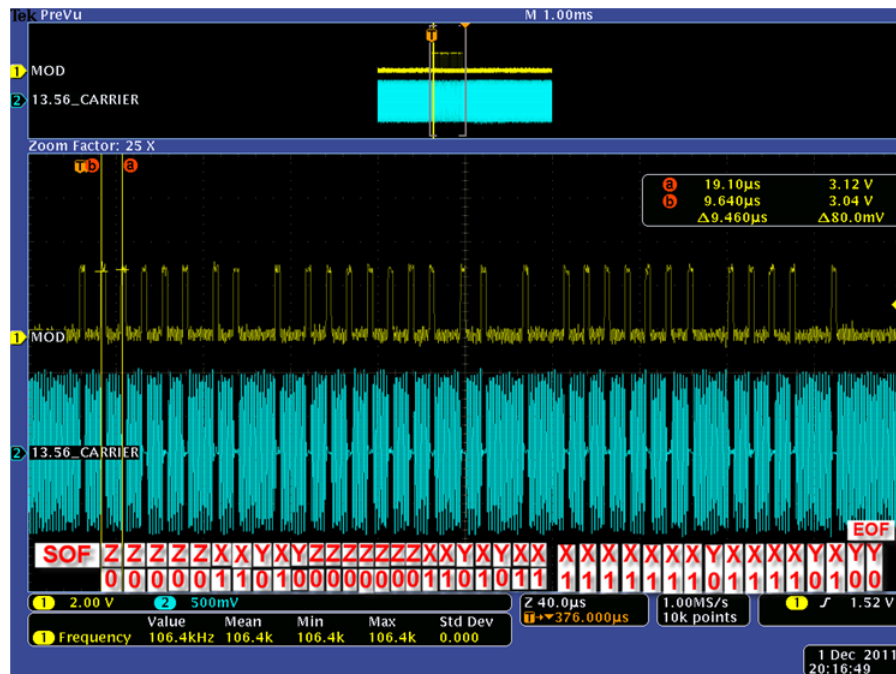 Tek PreVu M 1.00ms
T
1 MOD
2 13.56_CARRIER
Zoom Factor: 25 X
T b a
a 19.10µs 3.12 V
b 9.640µs 3.04 V
Δ9.460µs Δ80.0mV
1 MOD
2 13.56_CARRIER
EOF
SOF Z Z Z Z Z X X Y X Y Z Z Z Z Z Z Z X X Y X Y X X X X X X X X X Y X X X X Y X Y Y
0 0 0 0 0 1 1 0 1 0 0 0 0 0 0 0 0 1 1 0 1 0 1 1 1 1 1 1 1 1 1 0 1 1 1 1 0 1 0 0
1 2.00 V 2 500mV Z 40.0µs 1.00MS/s 1 1.52 V
T→▼376.000µs 10k points
Value Mean Min Max Std Dev
1 Frequency 106.4kHz 106.4k 106.4k 106.4k 0.000
1 Dec 2011
20:16:49